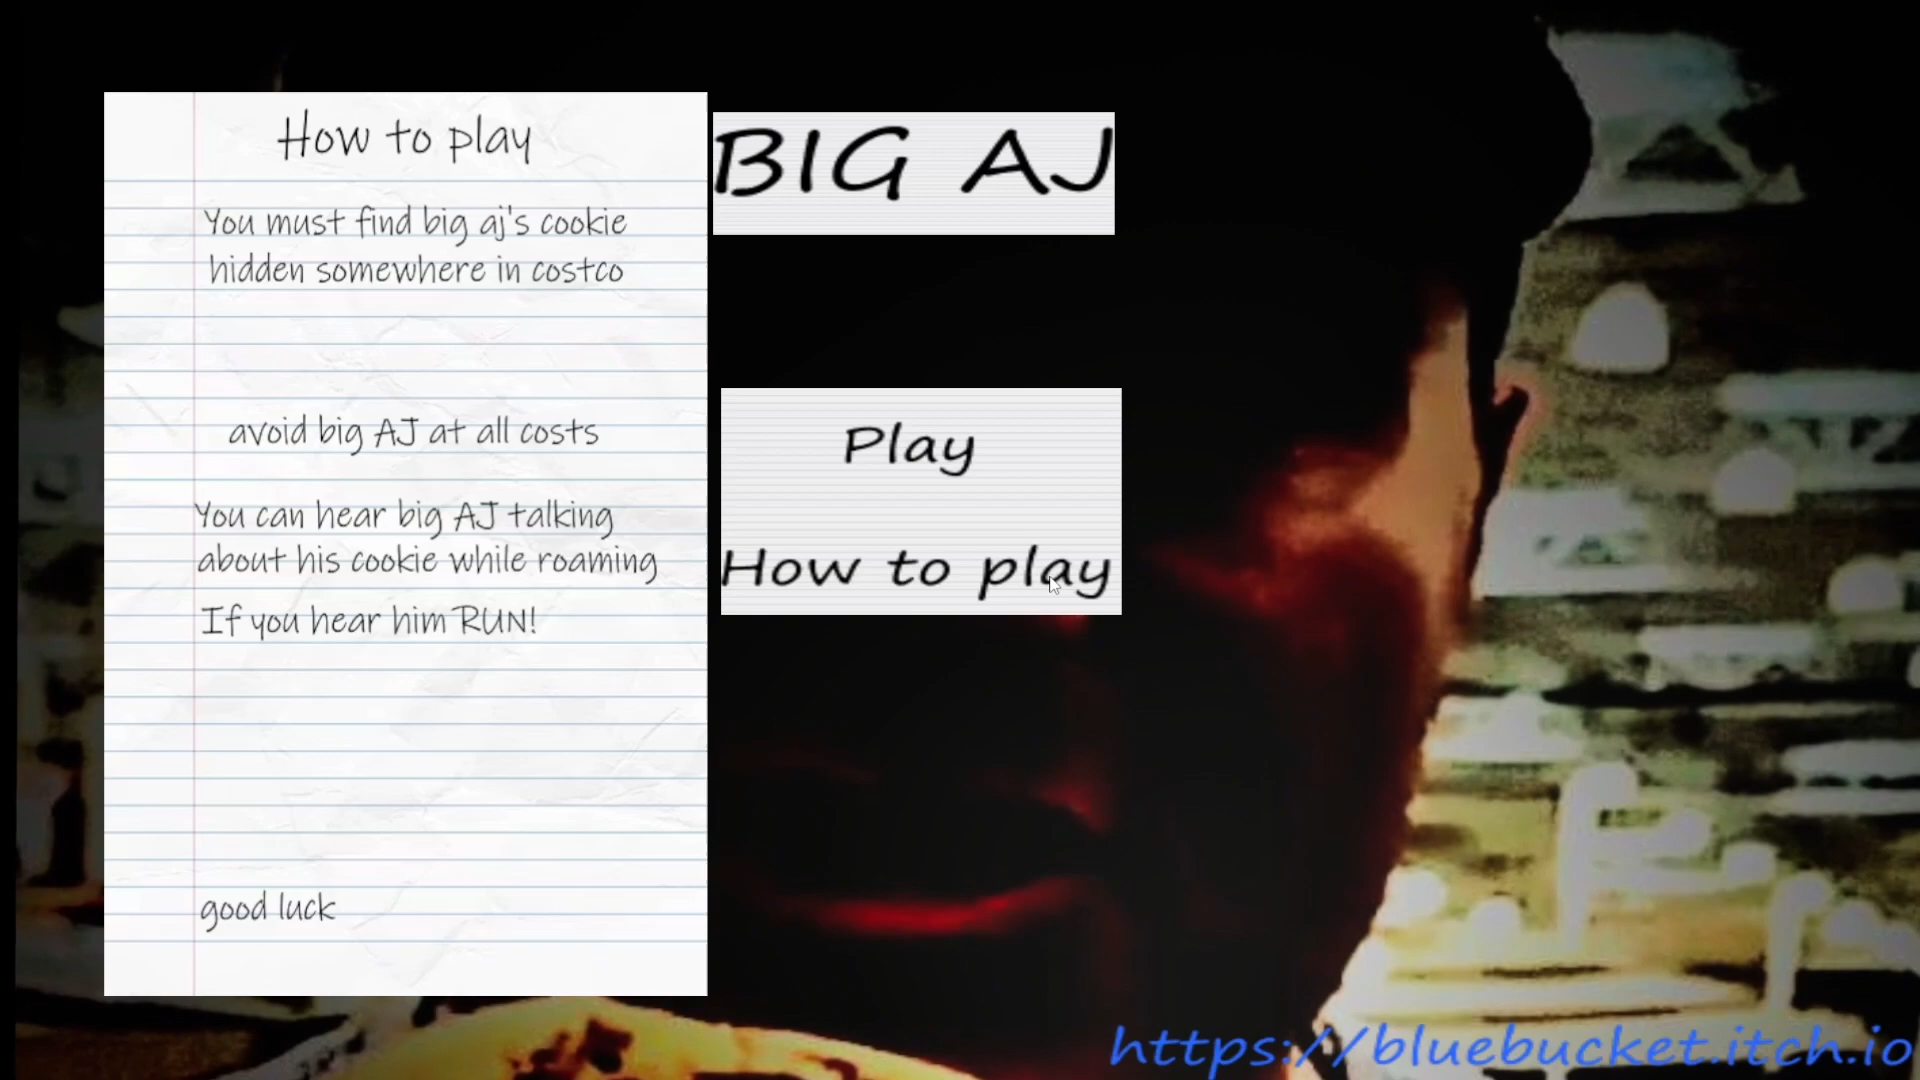 How to play
You must find big aj's cookie
hidden somewhere in costco
avoid big AJ at all costs
You can hear big AJ talking
about his cookie while roaming
If you hear him RUN!
good luck
BIG AJ
Play
How to play
https://bluebucket.itch.io